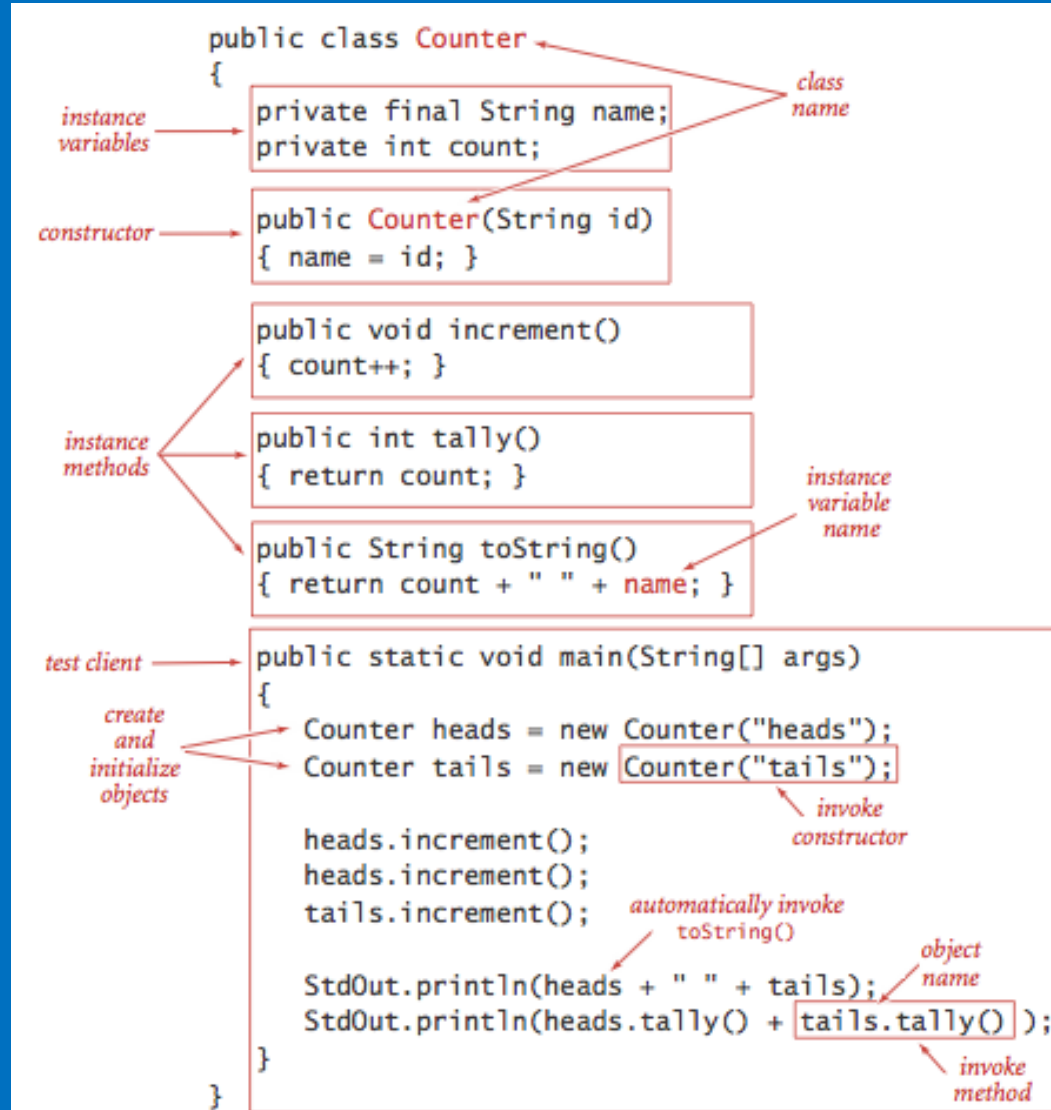 public class Counter
{
class
name
instance
variables
private final String name;
private int count;
constructor
public Counter(String id)
{ name = id; }
public void increment()
{ count++; }
instance
methods
public int tally()
{ return count; }
instance
variable
name
public String toString()
{ return count + " " + name; }
test client
public static void main(String[] args)
{
create
and
initialize
objects
Counter heads = new Counter("heads");
Counter tails = new Counter("tails");
invoke
constructor
heads.increment();
heads.increment();
tails.increment();
automatically invoke
toString()
object
name
StdOut.println(heads + " " + tails);
StdOut.println(heads.tally() + tails.tally() );
invoke
method
}
}